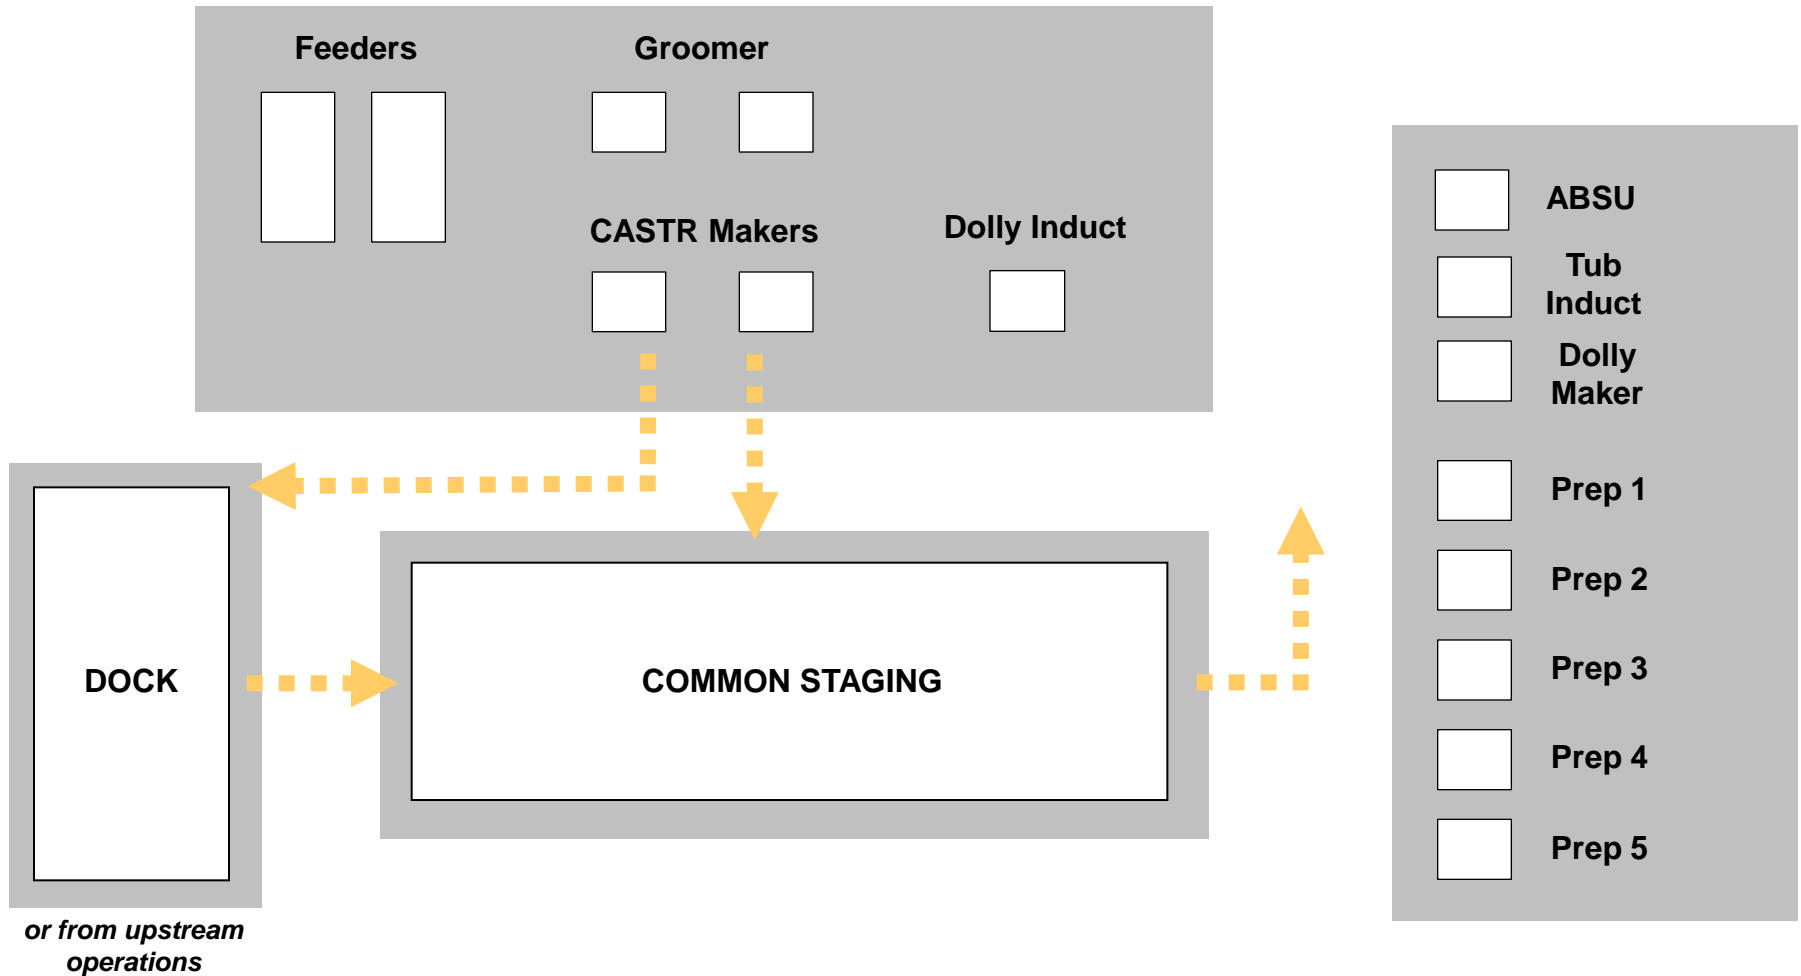 Feeders
Groomer
CASTR Makers
Dolly Induct
ABSU
Tub
Induct
Dolly
Maker
Prep 1
Prep 2
Prep 3
Prep 4
Prep 5
DOCK
COMMON STAGING
or from upstream
operations